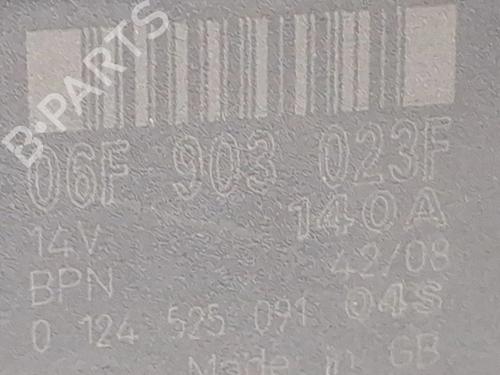 B-PARTS
06F 903 023F
140A
14V 42/08
BPN 04S
0 124 525 091
Made in GB